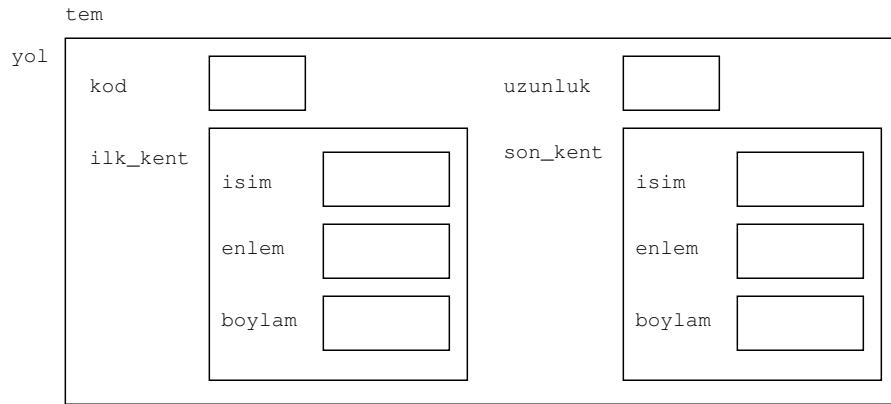 tem
yol
kod uzunluk
ilk_kent son_kent
isim isim
enlem enlem
boylam boylam